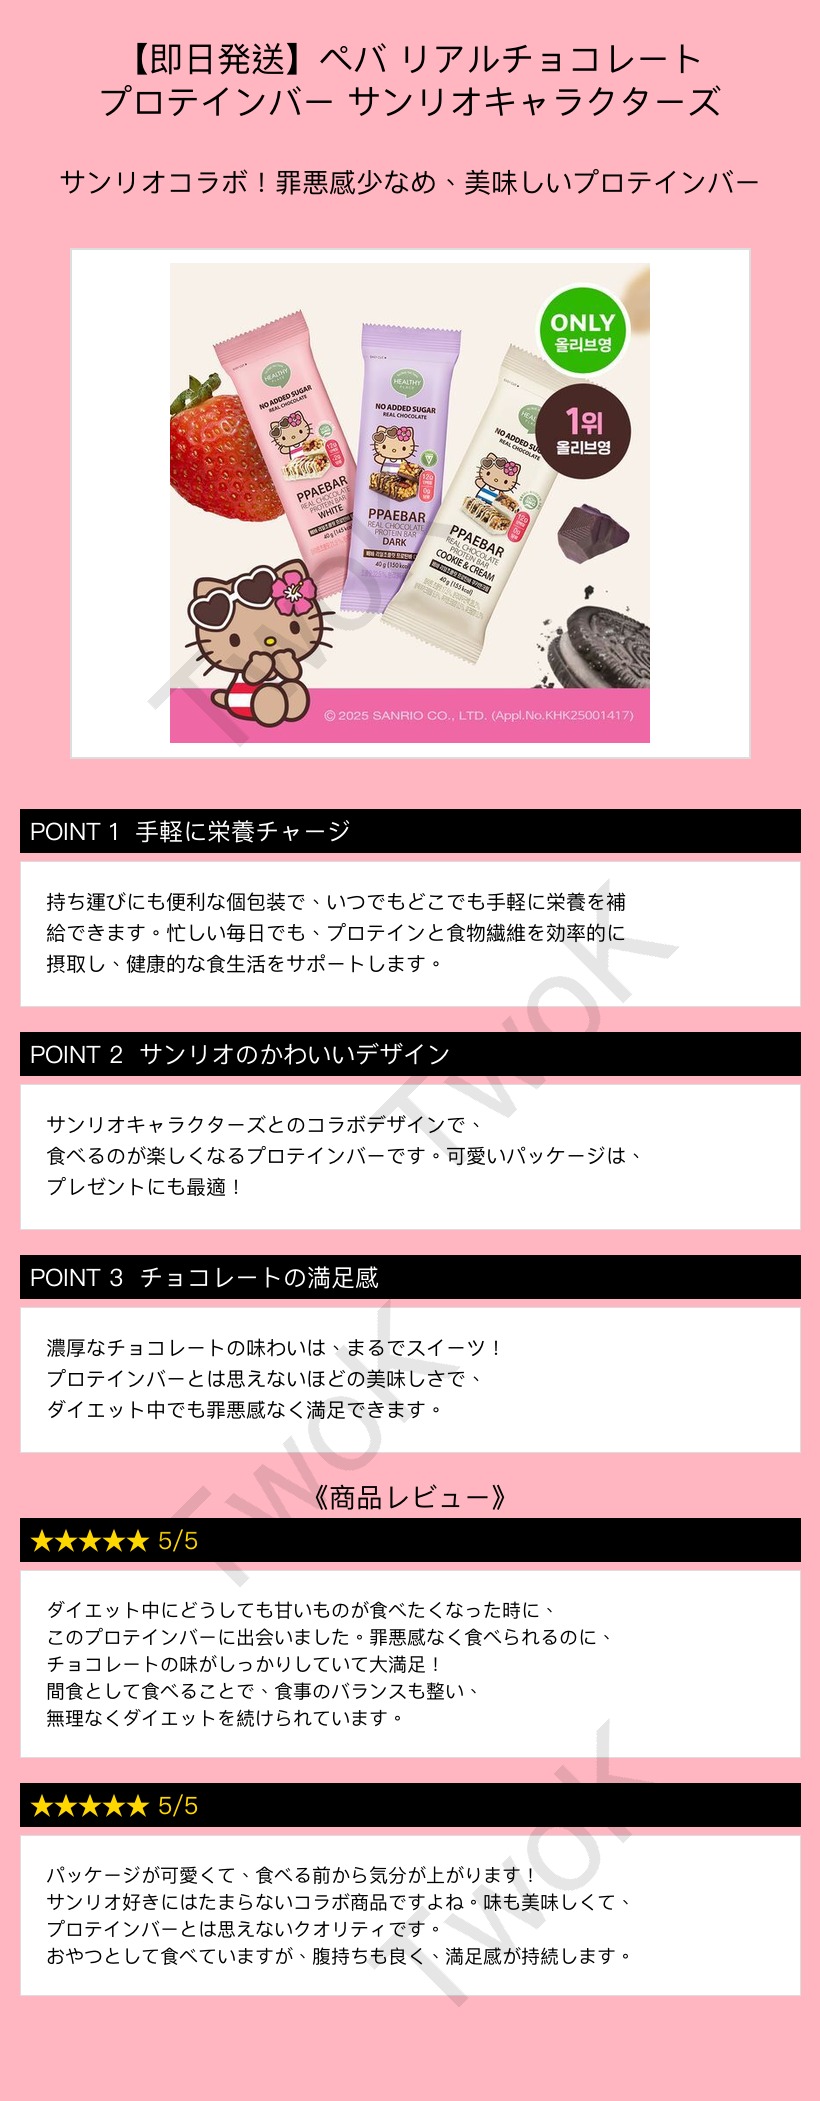 【即日発送】ペバ リアルチョコレート
プロテインバー サンリオキャラクターズ
サンリオコラボ！罪悪感少なめ、美味しいプロテインバー
ONLY
올리브영
1위
올리브영
HEALTHY
NO ADDED SUGAR
REAL CHOCOLATE
PPAEBAR
REAL CHOCOLATE
PROTEIN BAR
WHITE
HEALTHY
NO ADDED SUGAR
REAL CHOCOLATE
12g
0g
PPAEBAR
REAL CHOCOLATE
PROTEIN BAR
DARK
40g (150kcal)
NO ADDED
REAL CHOCOLATE
12g
PPAEBAR
REAL CHOCOLATE
PROTEIN BAR
COOKIE & CREAM
40g (155kcal)
© 2025 SANRIO CO., LTD. (Appl.No.KHK25001417)
POINT 1 手軽に栄養チャージ
持ち運びにも便利な個包装で、いつでもどこでも手軽に栄養を補
給できます。忙しい毎日でも、プロテインと食物繊維を効率的に
摂取し、健康的な食生活をサポートします。
POINT 2 サンリオのかわいいデザイン
サンリオキャラクターズとのコラボデザインで、
食べるのが楽しくなるプロテインバーです。可愛いパッケージは、
プレゼントにも最適！
POINT 3 チョコレートの満足感
濃厚なチョコレートの味わいは、まるでスイーツ！
プロテインバーとは思えないほどの美味しさで、
ダイエット中でも罪悪感なく満足できます。
《商品レビュー》
★★★★★ 5/5
ダイエット中にどうしても甘いものが食べたくなった時に、
このプロテインバーに出会いました。罪悪感なく食べられるのに、
チョコレートの味がしっかりしていて大満足！
間食として食べることで、食事のバランスも整い、
無理なくダイエットを続けられています。
★★★★★ 5/5
パッケージが可愛くて、食べる前から気分が上がります！
サンリオ好きにはたまらないコラボ商品ですよね。味も美味しくて、
プロテインバーとは思えないクオリティです。
おやつとして食べていますが、腹持ちも良く、満足感が持続します。
TwoK
TwoK
TwoK
TwoK